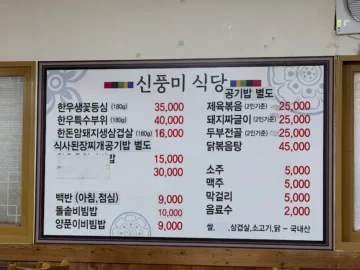 신풍미 식당
한우생꽃등심 (180g) 35,000
한우특수부위 (180g) 40,000
한돈암돼지생삼겹살 (180g) 16,000
식사된장찌개공기밥 별도
15,000
30,000
백반 (아침,점심) 9,000
돌솥비빔밥 10,000
양푼이비빔밥 9,000
공기밥 별도
제육볶음 (2인기준) 25,000
돼지짜글이 (2인기준) 25,000
두부전골 (2인기준) 25,000
닭볶음탕 45,000
소주 5,000
맥주 5,000
막걸리 5,000
음료수 2,000
쌀, ,삼겹살,소고기,닭 - 국내산